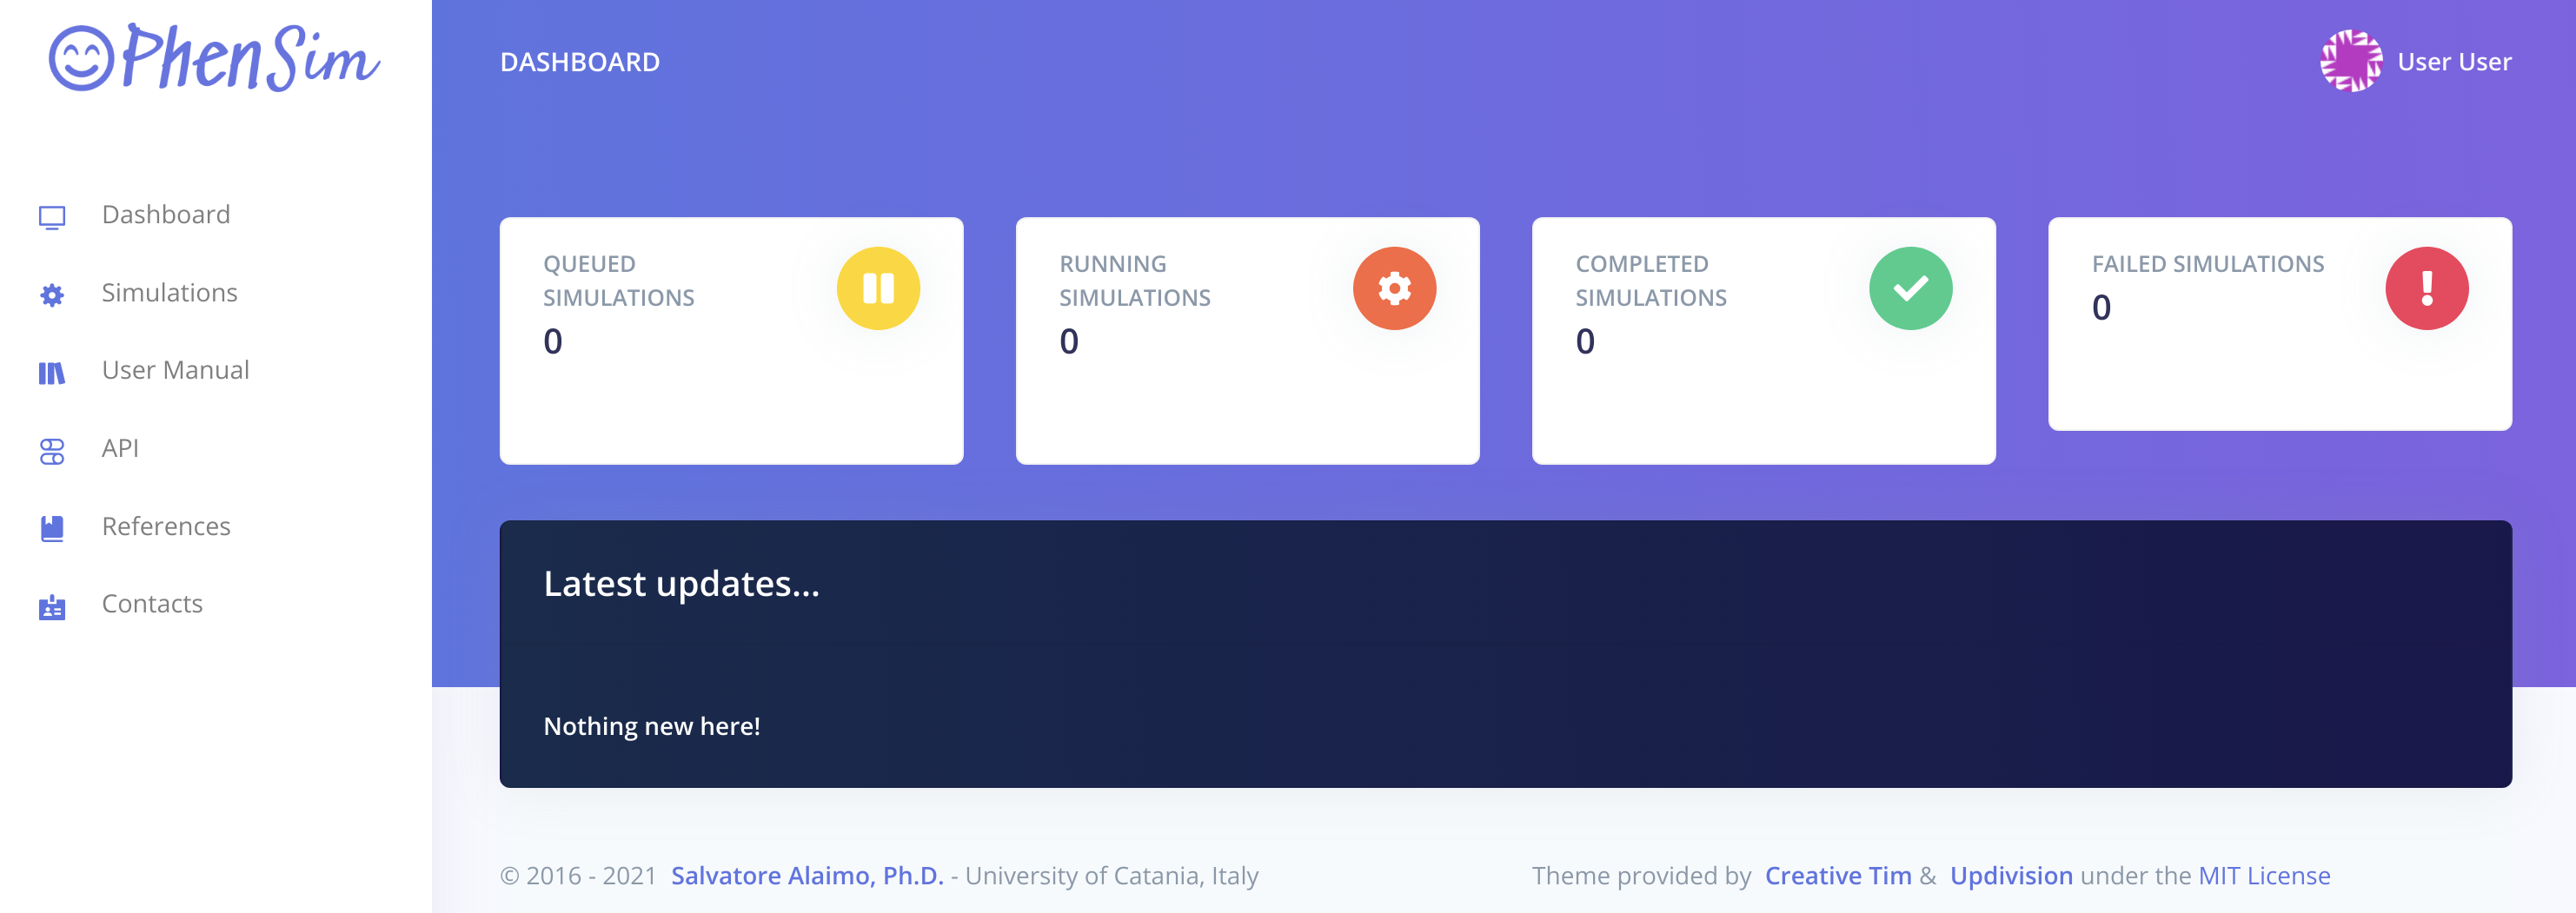 PhenSim
Dashboard
Simulations
User Manual
API
References
Contacts
DASHBOARD
User User
QUEUED
SIMULATIONS
0
RUNNING
SIMULATIONS
0
COMPLETED
SIMULATIONS
0
FAILED SIMULATIONS
0
Latest updates...
Nothing new here!
© 2016 - 2021 Salvatore Alaimo, Ph.D. - University of Catania, Italy
Theme provided by Creative Tim & Updivision under the MIT License